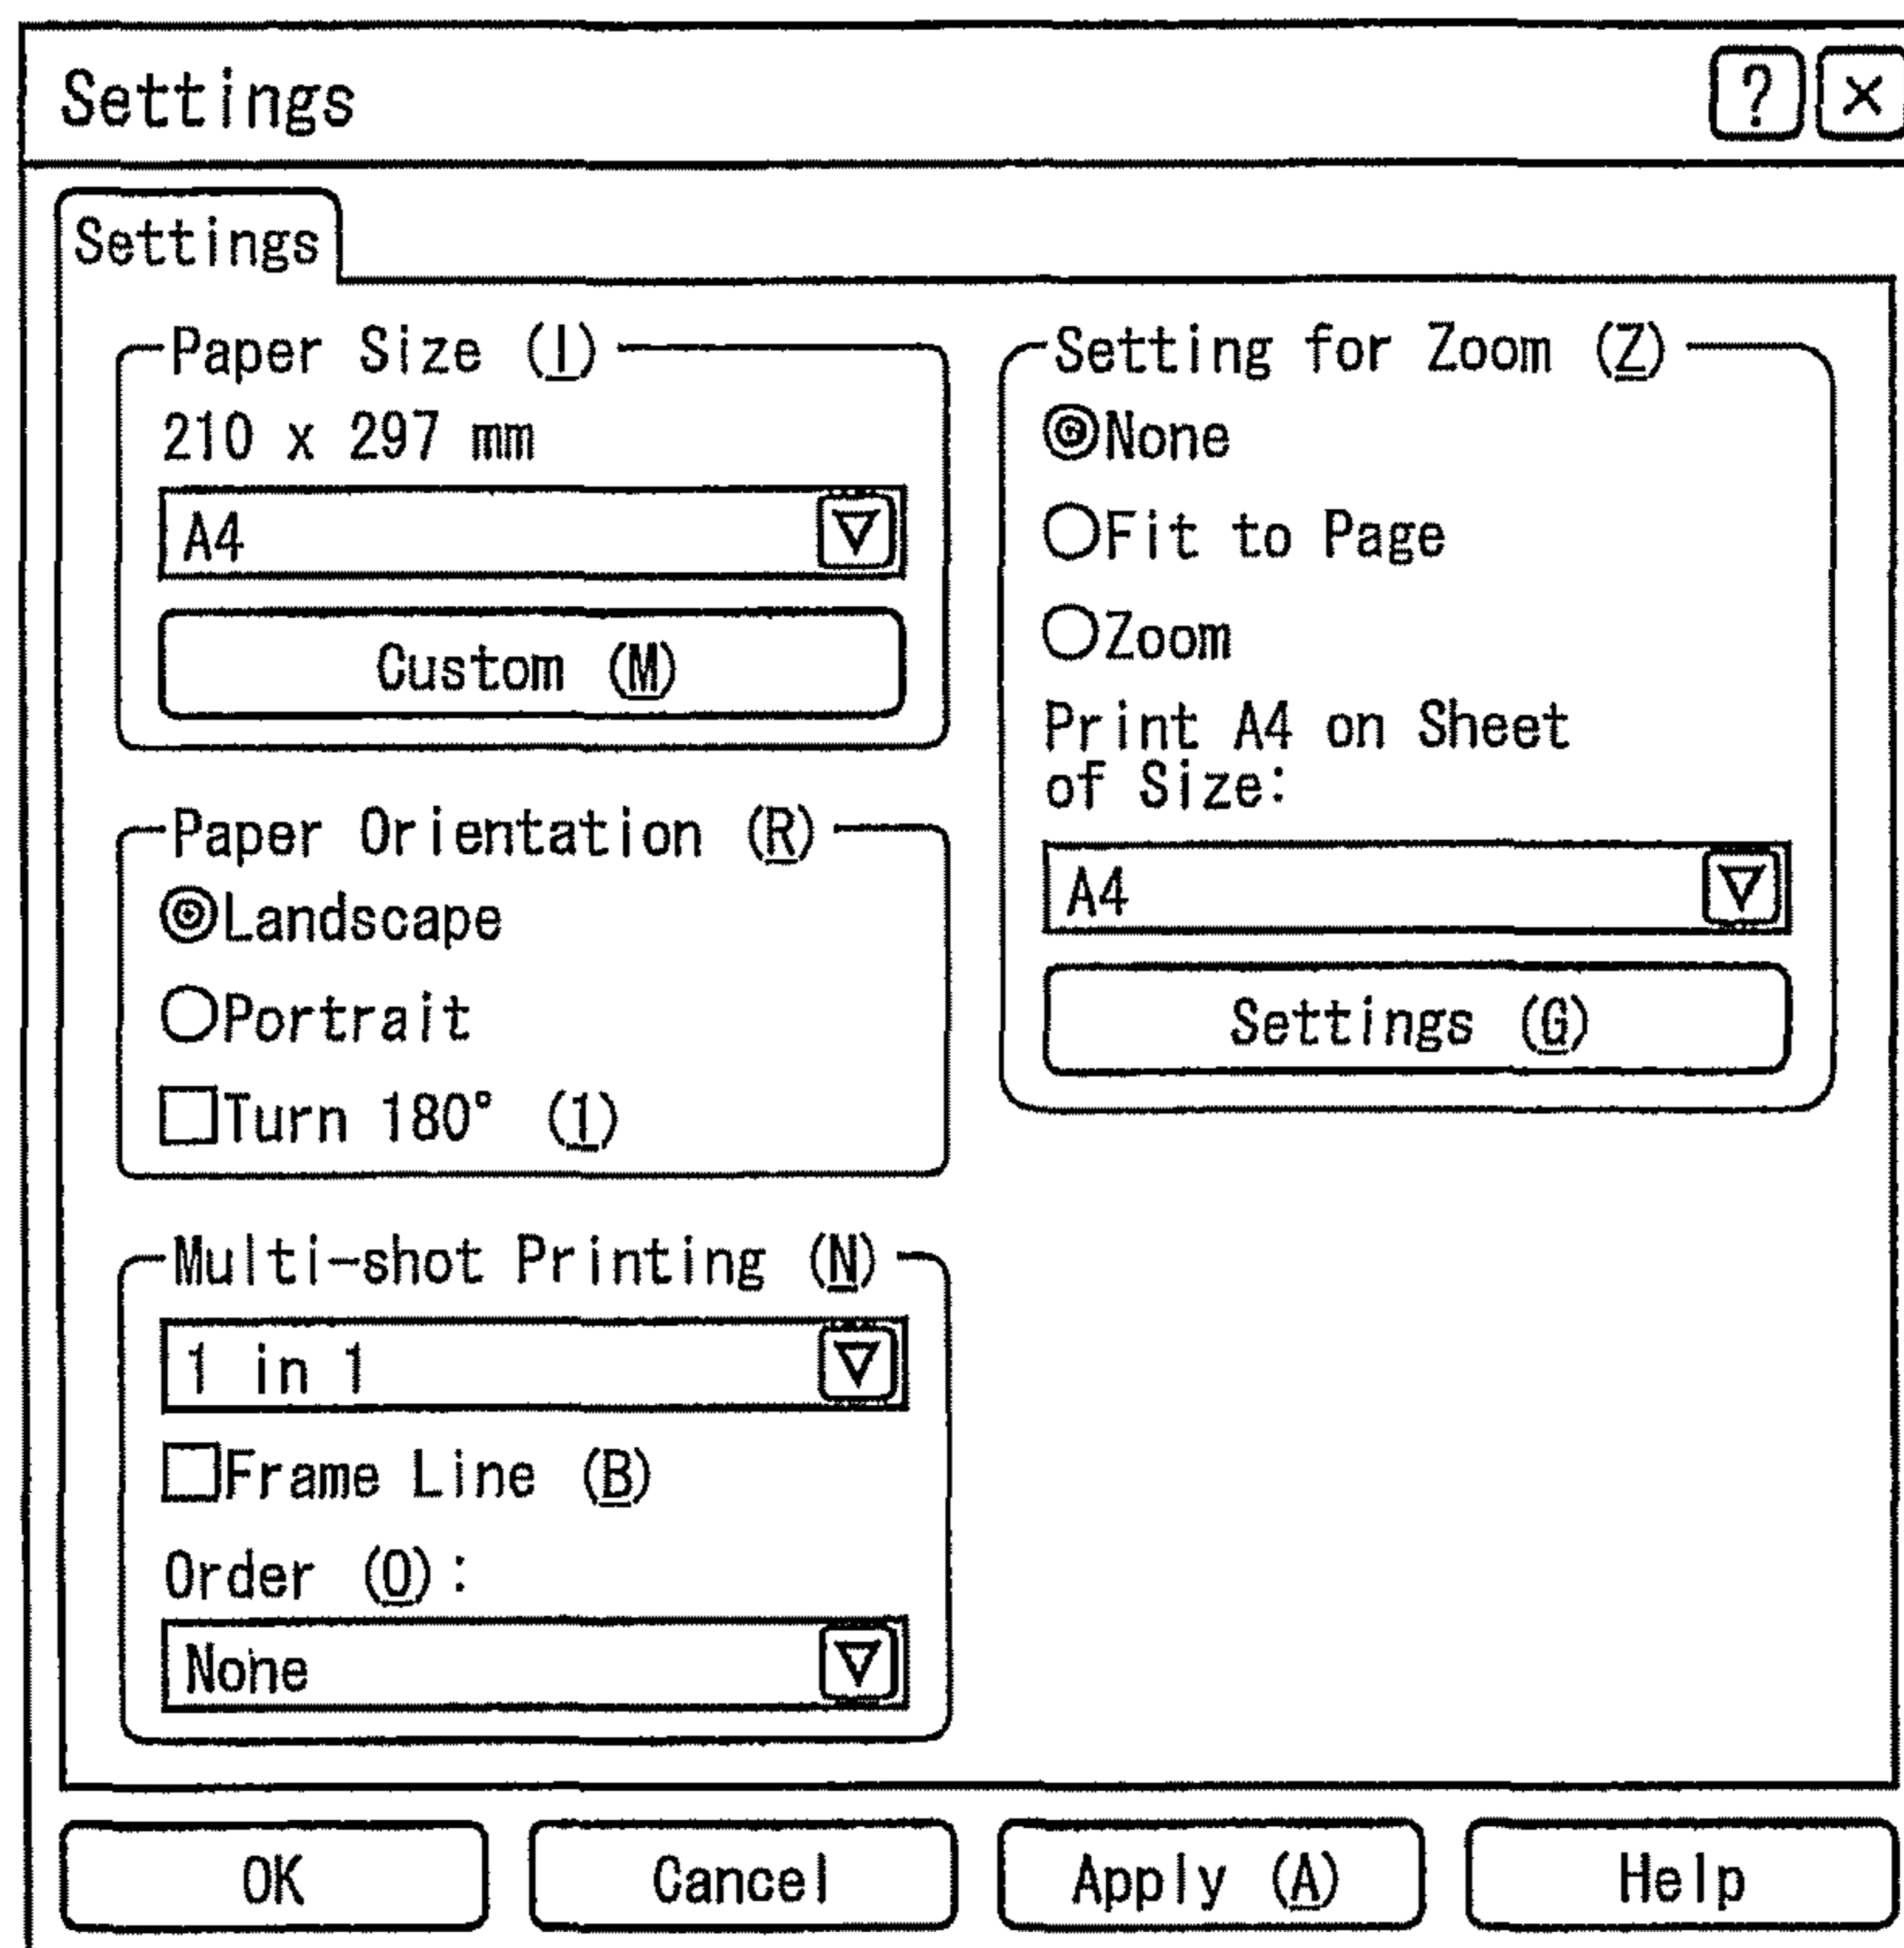 Settings ? ×
Settings
Paper Size (I)
210 x 297 mm
A4
Custom (M)
Paper Orientation (R)
Landscape
Portrait
Turn 180° (1)
Multi-shot Printing (N)
1 in 1
Frame Line (B)
Order (O):
None
Setting for Zoom (Z)
None
Fit to Page
Zoom
Print A4 on Sheet
of Size:
A4
Settings (G)
OK Cancel Apply (A) Help